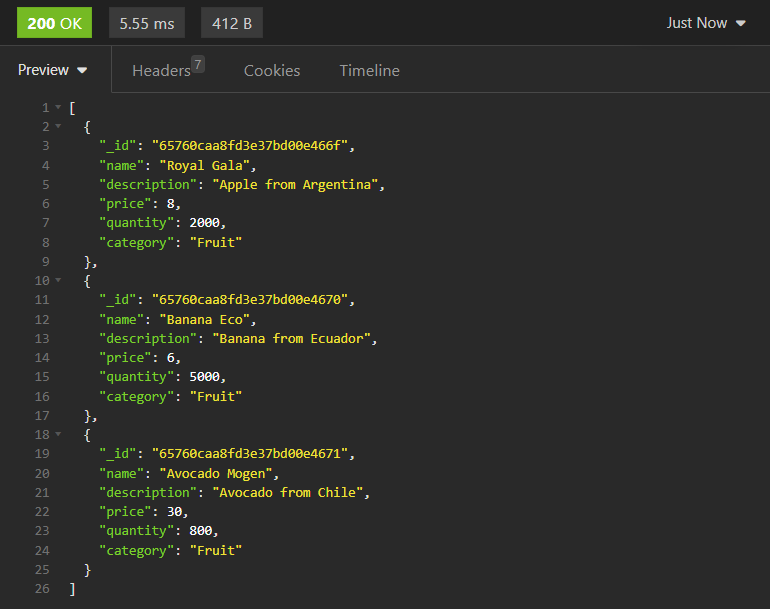 200 OK 5.55 ms 412 B Just Now
Preview Headers 7 Cookies Timeline
1 [
2 {
3 "_id": "65760caa8fd3e37bd00e466f",
4 "name": "Royal Gala",
5 "description": "Apple from Argentina",
6 "price": 8,
7 "quantity": 2000,
8 "category": "Fruit"
9 },
10 {
11 "_id": "65760caa8fd3e37bd00e4670",
12 "name": "Banana Eco",
13 "description": "Banana from Ecuador",
14 "price": 6,
15 "quantity": 5000,
16 "category": "Fruit"
17 },
18 {
19 "_id": "65760caa8fd3e37bd00e4671",
20 "name": "Avocado Mogen",
21 "description": "Avocado from Chile",
22 "price": 30,
23 "quantity": 800,
24 "category": "Fruit"
25 }
26 ]